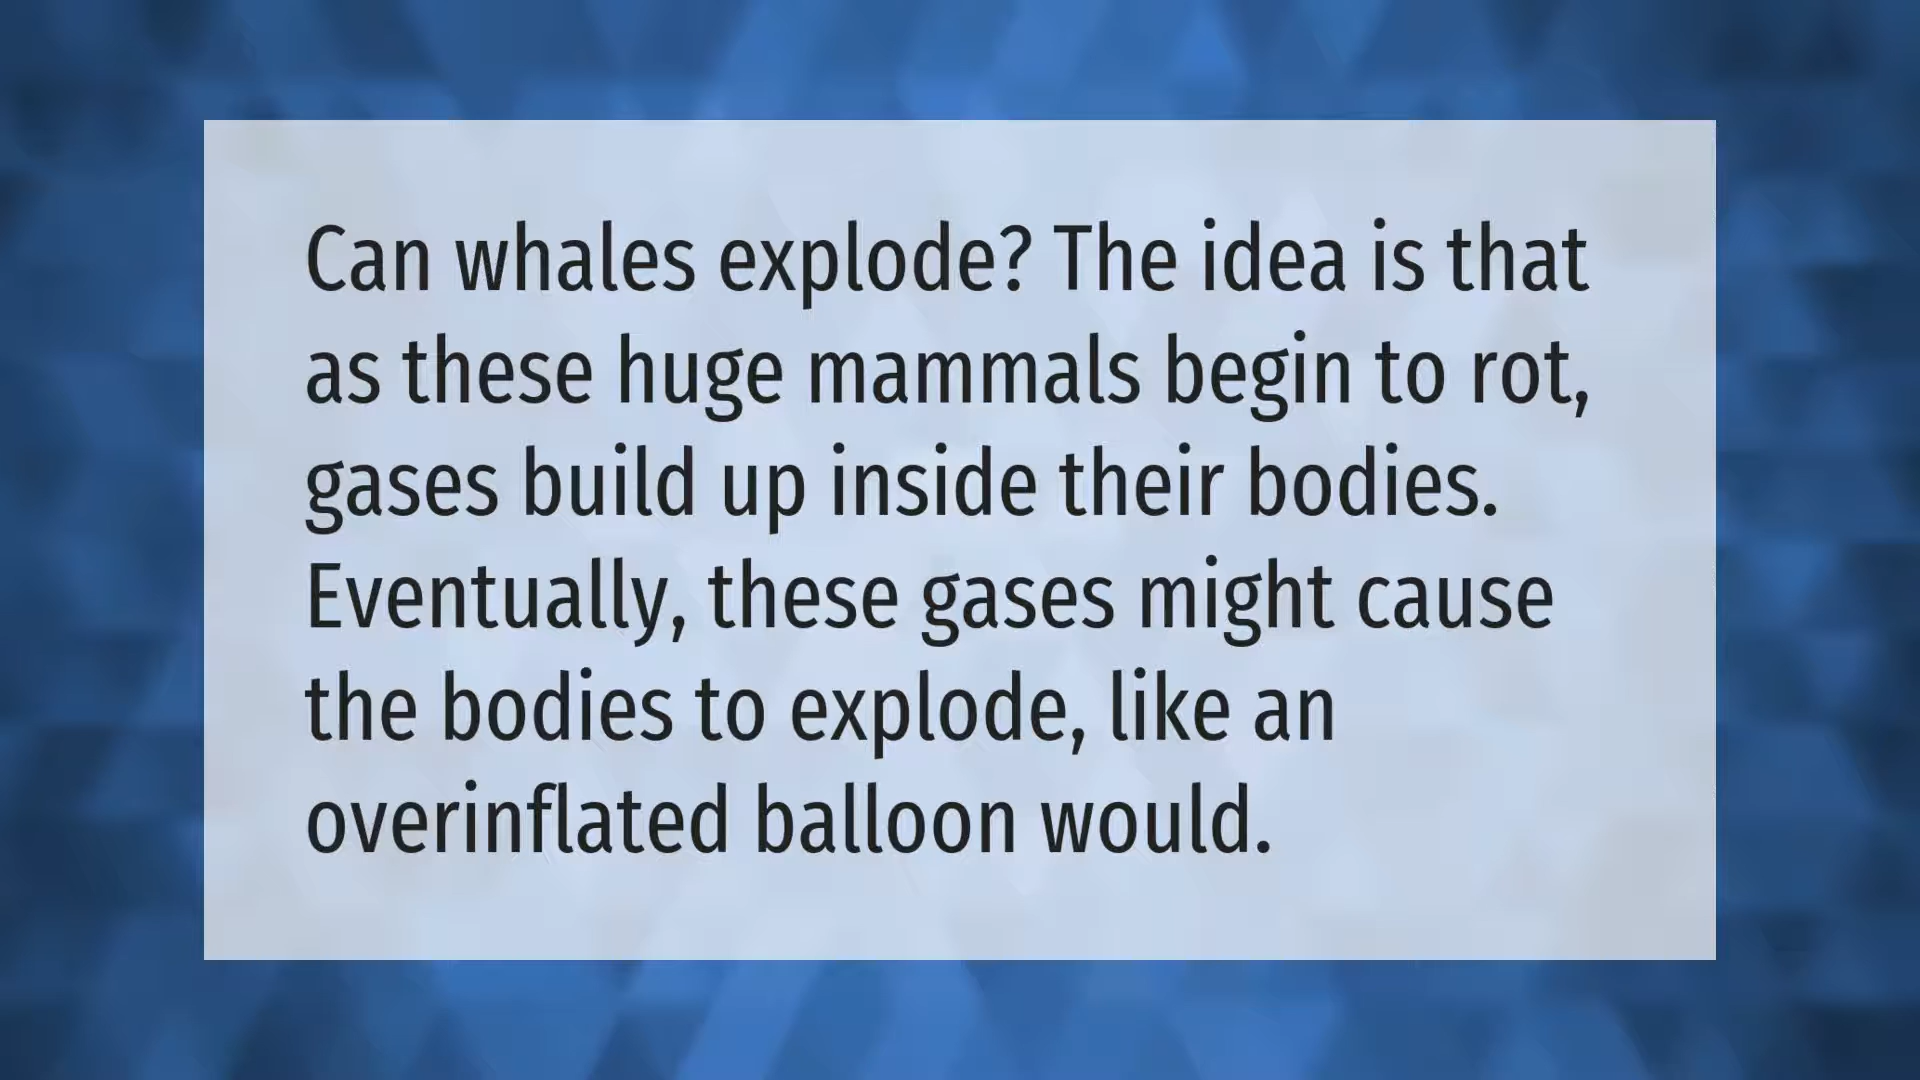 Can whales explode? The idea is that
as these huge mammals begin to rot,
gases build up inside their bodies.
Eventually, these gases might cause
the bodies to explode, like an
overinflated balloon would.